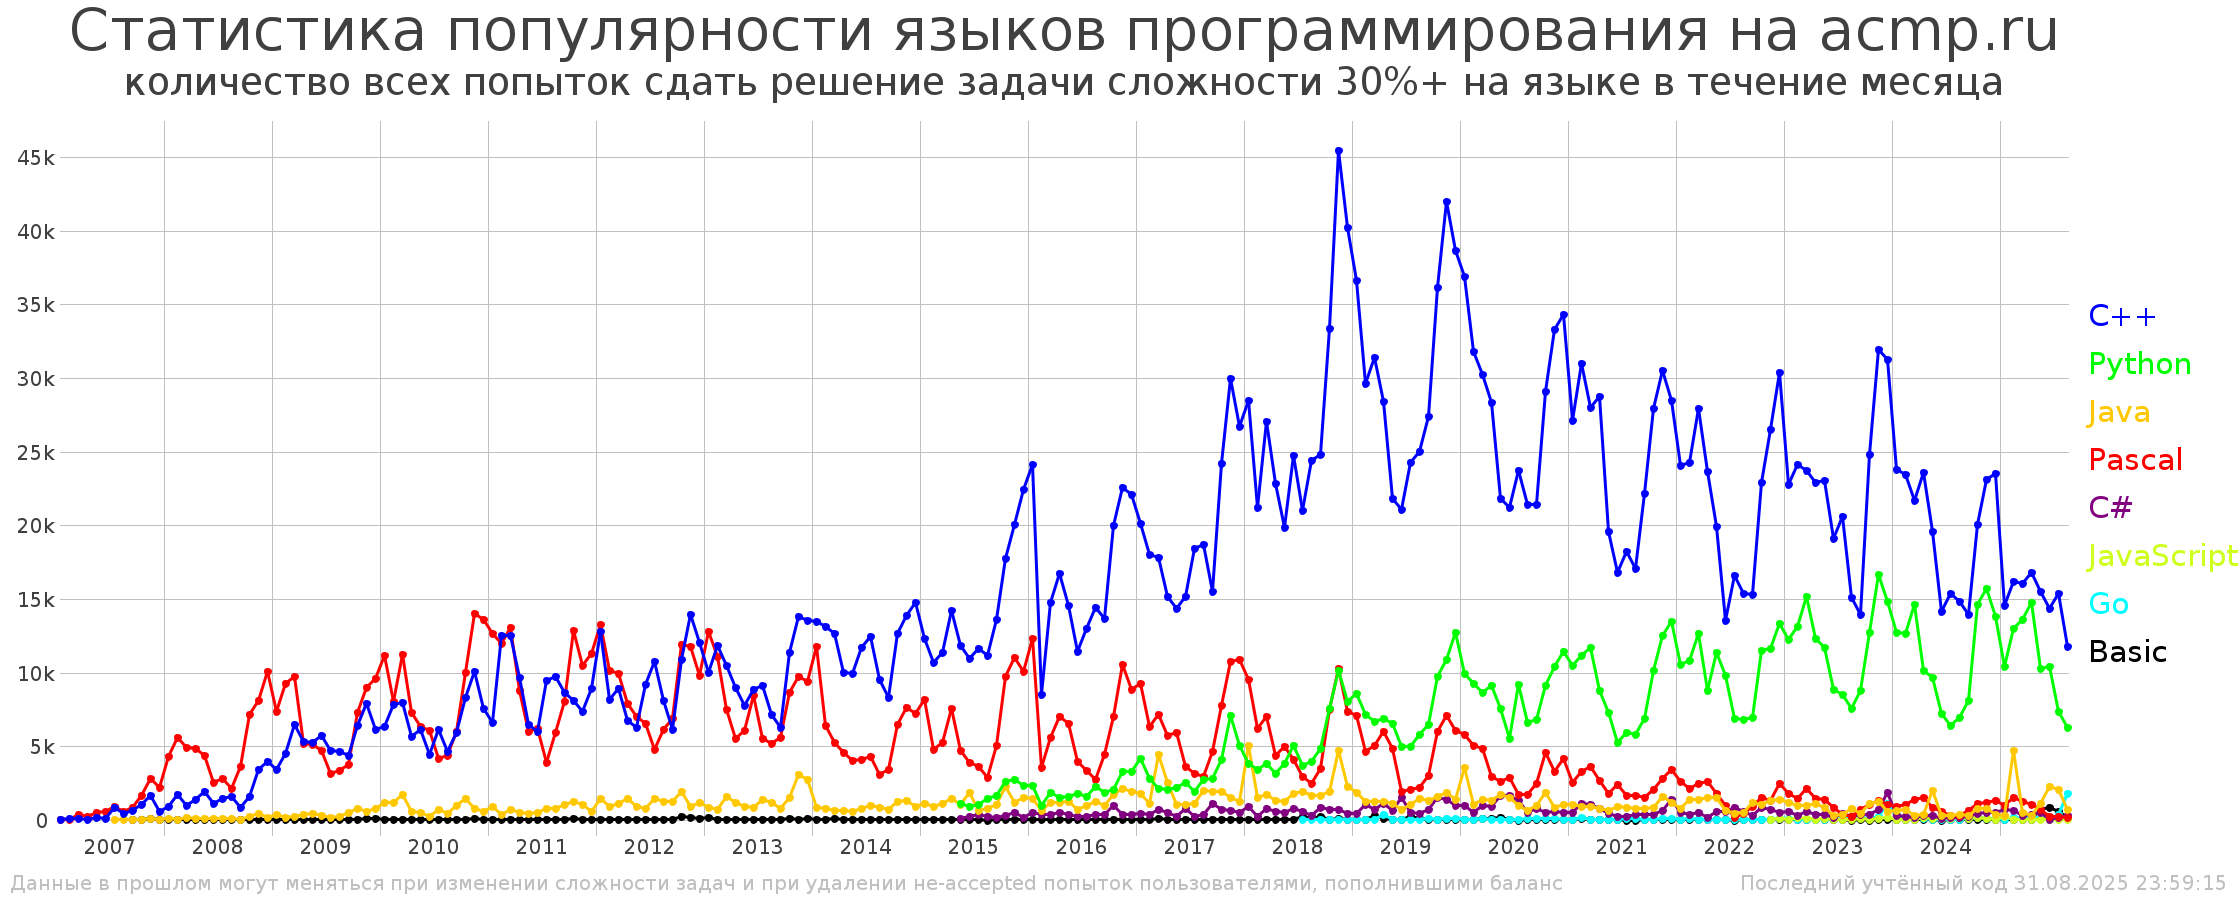 Статистика популярности языков программирования на acmp.ru
количество всех попыток сдать решение задачи сложности 30%+ на языке в течение месяца
45k
40k
35k
30k
25k
20k
15k
10k
5k
0
2007 2008 2009 2010 2011 2012 2013 2014 2015 2016 2017 2018 2019 2020 2021 2022 2023 2024
C++
Python
Java
Pascal
C#
JavaScript
Go
Basic
Данные в прошлом могут меняться при изменении сложности задач и при удалении не-accepted попыток пользователями, пополнившими баланс
Последний учтённый код 31.08.2025 23:59:15